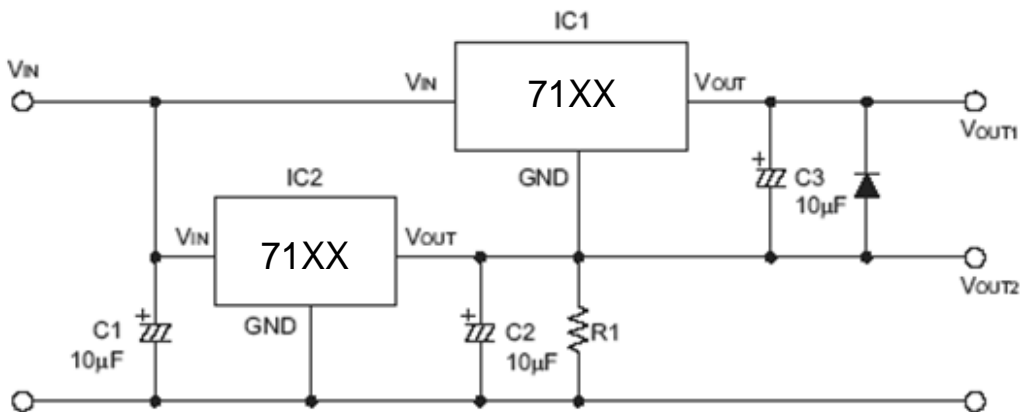 IC1
VIN
VIN
71XX
VOUT
VOUT1
GND
C3
10µF
IC2
VIN
71XX
VOUT
VOUT2
GND
C1
10µF
C2
10µF
R1